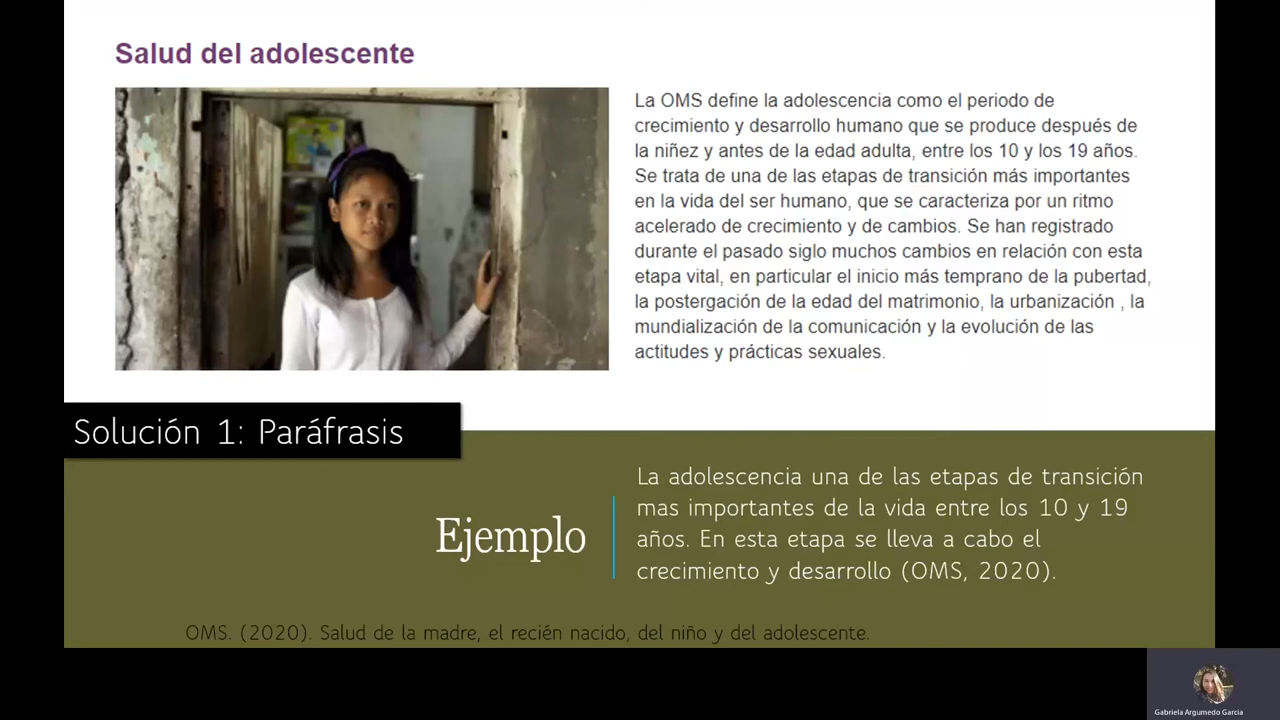 Salud del adolescente
La OMS define la adolescencia como el periodo de
crecimiento y desarrollo humano que se produce después de
la niñez y antes de la edad adulta, entre los 10 y los 19 años.
Se trata de una de las etapas de transición más importantes
en la vida del ser humano, que se caracteriza por un ritmo
acelerado de crecimiento y de cambios. Se han registrado
durante el pasado siglo muchos cambios en relación con esta
etapa vital, en particular el inicio más temprano de la pubertad,
la postergación de la edad del matrimonio, la urbanización , la
mundialización de la comunicación y la evolución de las
actitudes y prácticas sexuales.
Solución 1: Paráfrasis
Ejemplo
La adolescencia una de las etapas de transición
mas importantes de la vida entre los 10 y 19
años. En esta etapa se lleva a cabo el
crecimiento y desarrollo (OMS, 2020).
OMS. (2020). Salud de la madre, el recién nacido, del niño y del adolescente.
Gabriela Argumedo Garcia